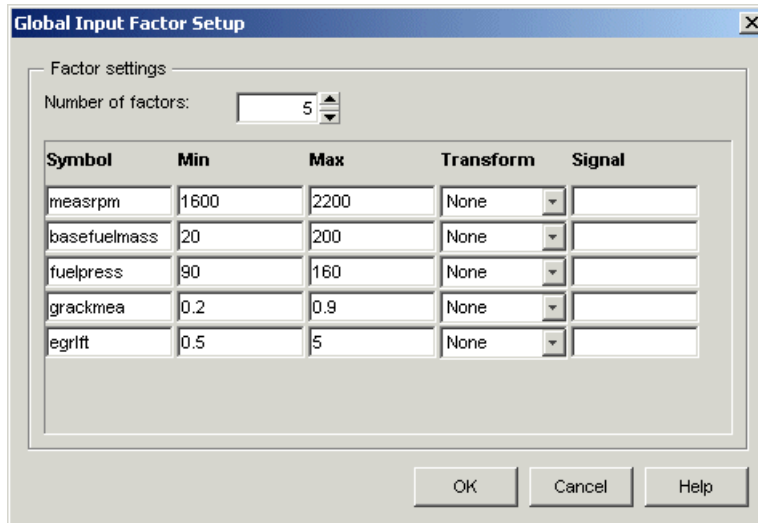 Global Input Factor Setup
Factor settings
Number of factors: 5
Symbol Min Max Transform Signal
measrpm 1600 2200 None
basefuelmass 20 200 None
fuelpress 90 160 None
grackmea 0.2 0.9 None
egrlft 0.5 5 None
OK Cancel Help